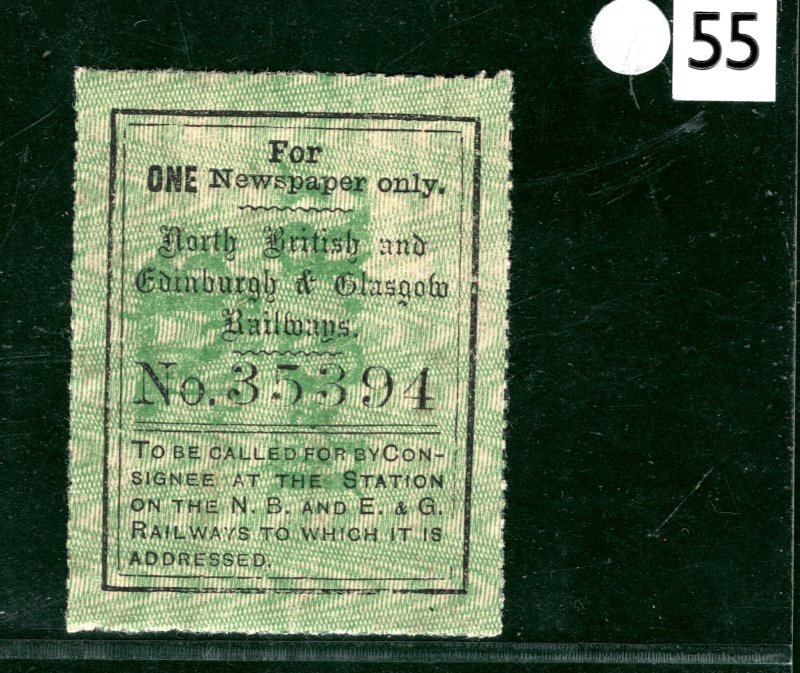 55
For
ONE Newspaper only.
North British and
Edinburgh & Glasgow
Railways.
No. 35394
TO BE CALLED FOR BY CON-
SIGNEE AT THE STATION
ON THE N. B. AND E. & G.
RAILWAYS TO WHICH IT IS
ADDRESSED.